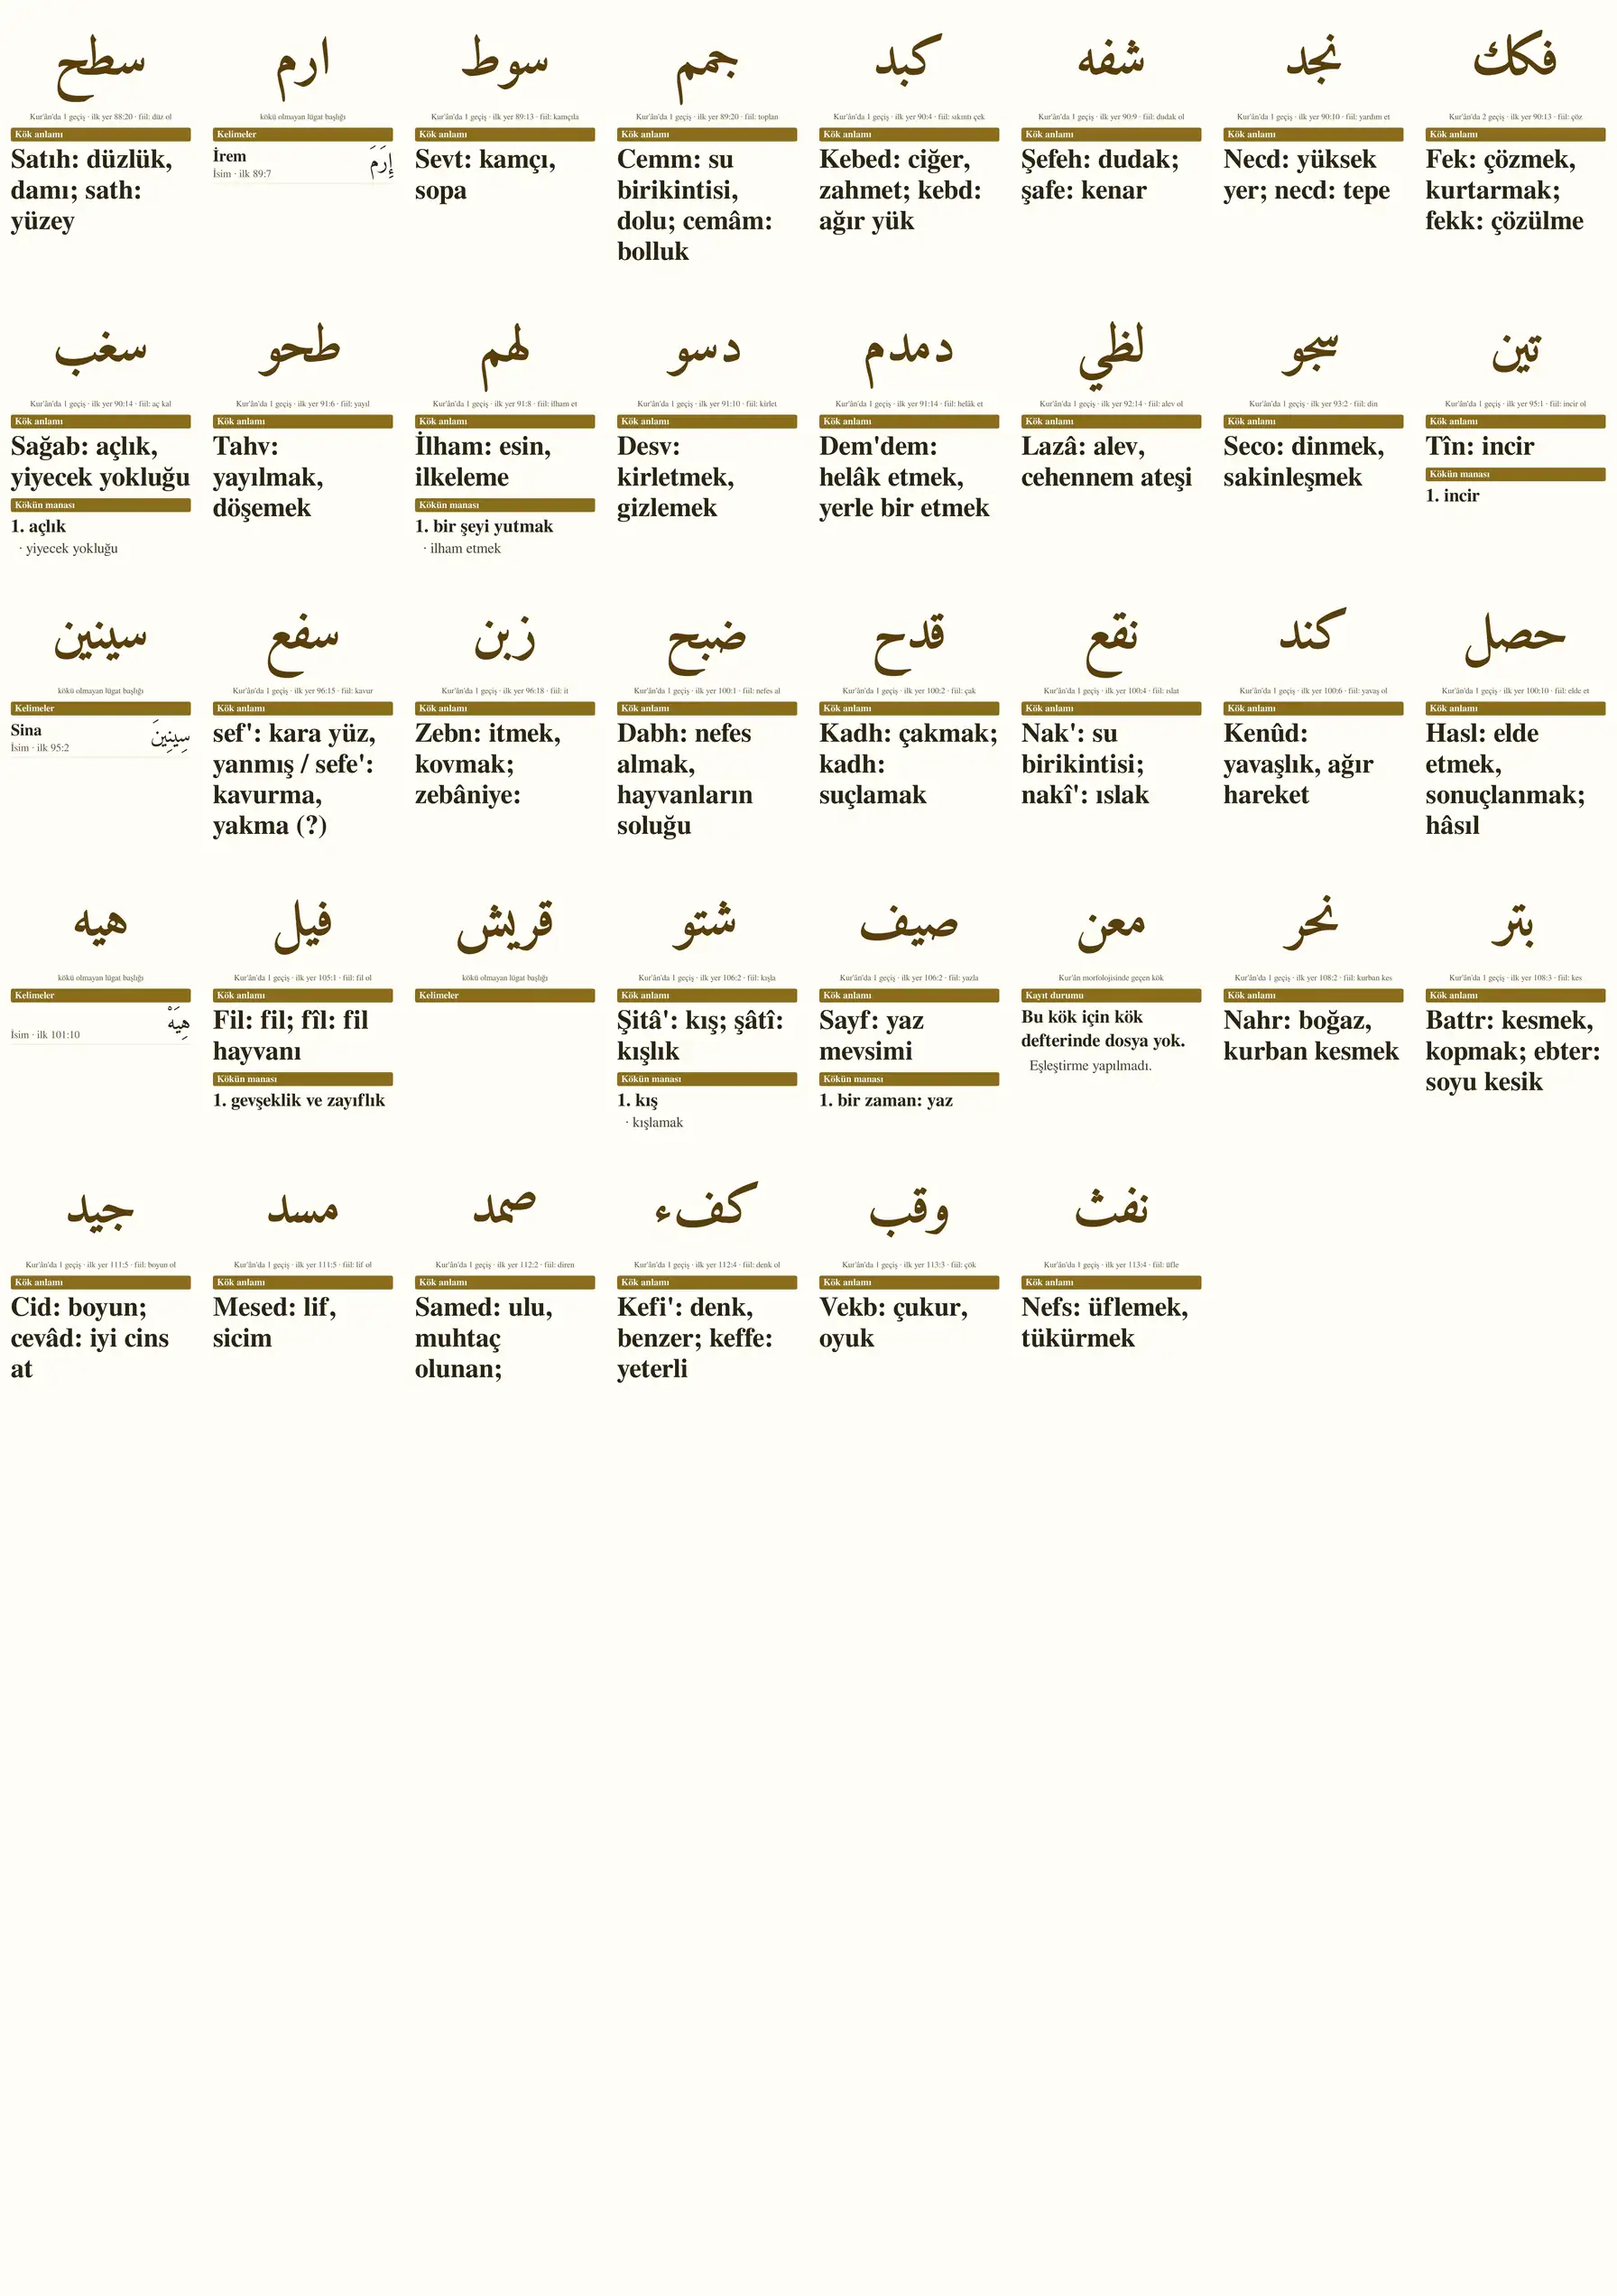 سطح
Kur'ân'da 1 geçiş · ilk yer 88:20 · fiil: düz ol
Kök anlamı
Satıh: düzlük,
damı; sath:
yüzey
ارم
kökü olmayan lügat başlığı
Kelimeler
İrem
إِرَمَ
İsim · ilk 89:7
سوط
Kur'ân'da 1 geçiş · ilk yer 89:13 · fiil: kamçıla
Kök anlamı
Sevt: kamçı,
sopa
جمم
Kur'ân'da 1 geçiş · ilk yer 89:20 · fiil: toplan
Kök anlamı
Cemm: su
birikintisi,
dolu; cemâm:
bolluk
كبد
Kur'ân'da 1 geçiş · ilk yer 90:4 · fiil: sıkıntı çek
Kök anlamı
Kebed: ciğer,
zahmet; kebd:
ağır yük
شفه
Kur'ân'da 1 geçiş · ilk yer 90:9 · fiil: dudak ol
Kök anlamı
Şefeh: dudak;
şafe: kenar
نجد
Kur'ân'da 1 geçiş · ilk yer 90:10 · fiil: yardım et
Kök anlamı
Necd: yüksek
yer; necd: tepe
فكك
Kur'ân'da 2 geçiş · ilk yer 90:13 · fiil: çöz
Kök anlamı
Fek: çözmek,
kurtarmak;
fekk: çözülme
سغب
Kur'ân'da 1 geçiş · ilk yer 90:14 · fiil: aç kal
Kök anlamı
Sağab: açlık,
yiyecek yokluğu
Kökün manası
1. açlık
· yiyecek yokluğu
طحو
Kur'ân'da 1 geçiş · ilk yer 91:6 · fiil: yayıl
Kök anlamı
Tahv:
yayılmak,
döşemek
لهم
Kur'ân'da 1 geçiş · ilk yer 91:8 · fiil: ilham et
Kök anlamı
İlham: esin,
ilkeleme
Kökün manası
1. bir şeyi yutmak
· ilham etmek
دسو
Kur'ân'da 1 geçiş · ilk yer 91:10 · fiil: kirlet
Kök anlamı
Desv:
kirletmek,
gizlemek
دمدم
Kur'ân'da 1 geçiş · ilk yer 91:14 · fiil: helâk et
Kök anlamı
Dem'dem:
helâk etmek,
yerle bir etmek
لظي
Kur'ân'da 1 geçiş · ilk yer 92:14 · fiil: alev ol
Kök anlamı
Lazâ: alev,
cehennem ateşi
سجو
Kur'ân'da 1 geçiş · ilk yer 93:2 · fiil: din
Kök anlamı
Seco: dinmek,
sakinleşmek
تين
Kur'ân'da 1 geçiş · ilk yer 95:1 · fiil: incir ol
Kök anlamı
Tîn: incir
Kökün manası
1. incir
سينين
kökü olmayan lügat başlığı
Kelimeler
Sina
سِينِينَ
İsim · ilk 95:2
سفع
Kur'ân'da 1 geçiş · ilk yer 96:15 · fiil: kavur
Kök anlamı
sef': kara yüz,
yanmış / sefe':
kavurma,
yakma (?)
زبن
Kur'ân'da 1 geçiş · ilk yer 96:18 · fiil: it
Kök anlamı
Zebn: itmek,
kovmak;
zebâniye:
ضبح
Kur'ân'da 1 geçiş · ilk yer 100:1 · fiil: nefes al
Kök anlamı
Dabh: nefes
almak,
hayvanların
soluğu
قدح
Kur'ân'da 1 geçiş · ilk yer 100:2 · fiil: çak
Kök anlamı
Kadh: çakmak;
kadh:
suçlamak
نقع
Kur'ân'da 1 geçiş · ilk yer 100:4 · fiil: ıslat
Kök anlamı
Nak': su
birikintisi;
nakî': ıslak
كند
Kur'ân'da 1 geçiş · ilk yer 100:6 · fiil: yavaş ol
Kök anlamı
Kenûd:
yavaşlık, ağır
hareket
حصل
Kur'ân'da 1 geçiş · ilk yer 100:10 · fiil: elde et
Kök anlamı
Hasl: elde
etmek,
sonuçlanmak;
hâsıl
هيه
kökü olmayan lügat başlığı
Kelimeler
هِيَهْ
İsim · ilk 101:10
فيل
Kur'ân'da 1 geçiş · ilk yer 105:1 · fiil: fil ol
Kök anlamı
Fil: fil; fîl: fil
hayvanı
Kökün manası
1. gevşeklik ve zayıflık
قريش
kökü olmayan lügat başlığı
Kelimeler
شتو
Kur'ân'da 1 geçiş · ilk yer 106:2 · fiil: kışla
Kök anlamı
Şitâ': kış; şâtî:
kışlık
Kökün manası
1. kış
· kışlamak
صيف
Kur'ân'da 1 geçiş · ilk yer 106:2 · fiil: yazla
Kök anlamı
Sayf: yaz
mevsimi
Kökün manası
1. bir zaman: yaz
معن
Kur'ân morfolojisinde geçen kök
Kayıt durumu
Bu kök için kök
defterinde dosya yok.
Eşleştirme yapılmadı.
نحر
Kur'ân'da 1 geçiş · ilk yer 108:2 · fiil: kurban kes
Kök anlamı
Nahr: boğaz,
kurban kesmek
بتر
Kur'ân'da 1 geçiş · ilk yer 108:3 · fiil: kes
Kök anlamı
Battr: kesmek,
kopmak; ebter:
soyu kesik
جيد
Kur'ân'da 1 geçiş · ilk yer 111:5 · fiil: boyun ol
Kök anlamı
Cid: boyun;
cevâd: iyi cins
at
مسد
Kur'ân'da 1 geçiş · ilk yer 111:5 · fiil: lif ol
Kök anlamı
Mesed: lif,
sicim
صمد
Kur'ân'da 1 geçiş · ilk yer 112:2 · fiil: diren
Kök anlamı
Samed: ulu,
muhtaç
olunan;
كفء
Kur'ân'da 1 geçiş · ilk yer 112:4 · fiil: denk ol
Kök anlamı
Kefi': denk,
benzer; keffe:
yeterli
وقب
Kur'ân'da 1 geçiş · ilk yer 113:3 · fiil: çök
Kök anlamı
Vekb: çukur,
oyuk
نفث
Kur'ân'da 1 geçiş · ilk yer 113:4 · fiil: üfle
Kök anlamı
Nefs: üflemek,
tükürmek